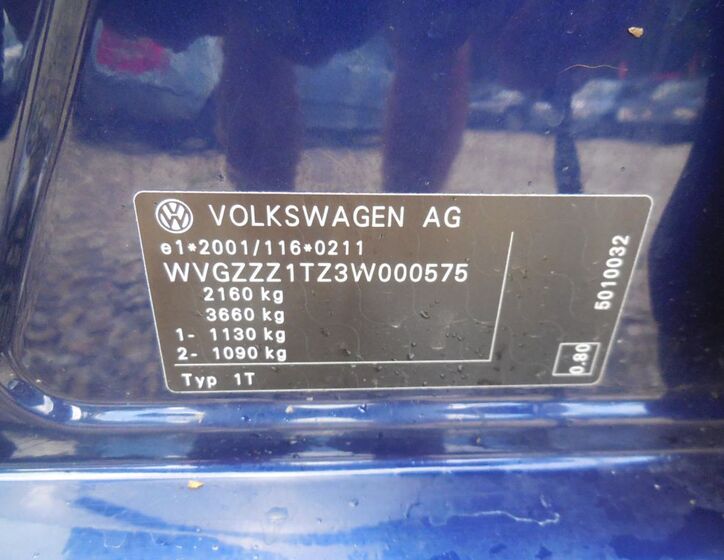 VOLKSWAGEN AG
e1*2001/116*0211
WVGZZZ1TZ3W000575
2160 kg
3660 kg
1- 1130 kg
2- 1090 kg
Typ 1T
5010032
0.80